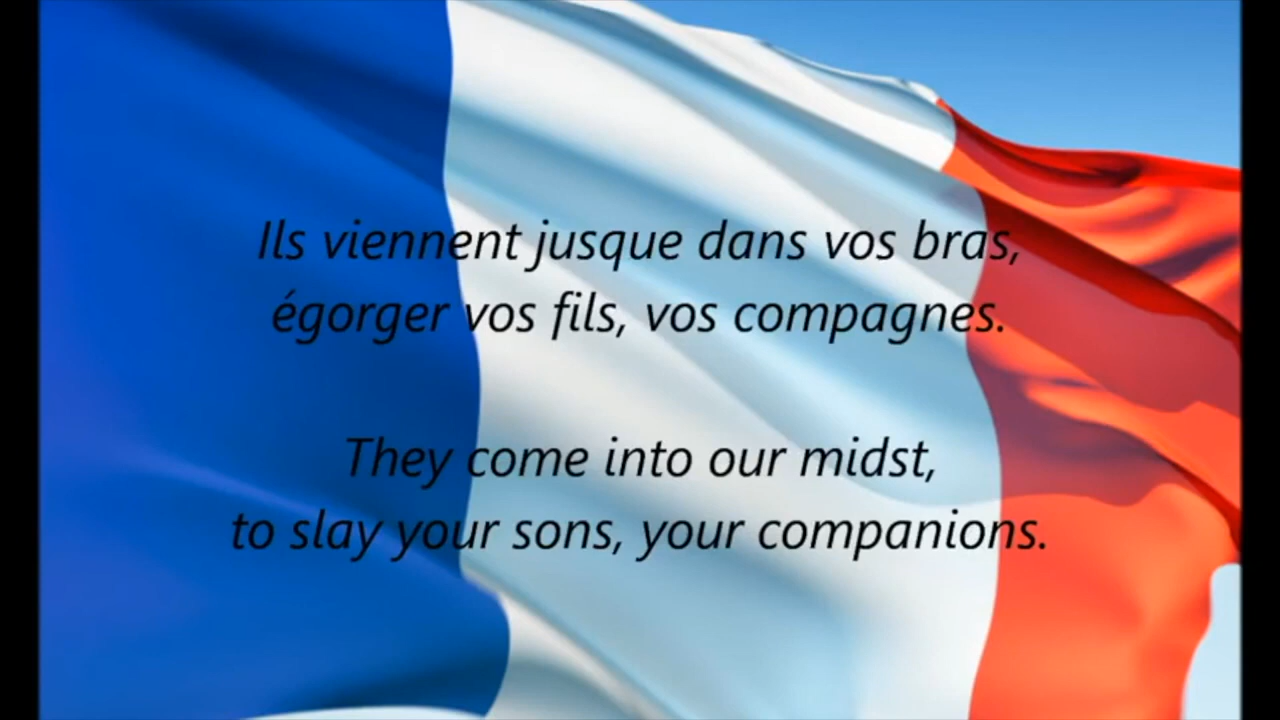 Ils viennent jusque dans vos bras,
égorger vos fils, vos compagnes.
They come into our midst,
to slay your sons, your companions.